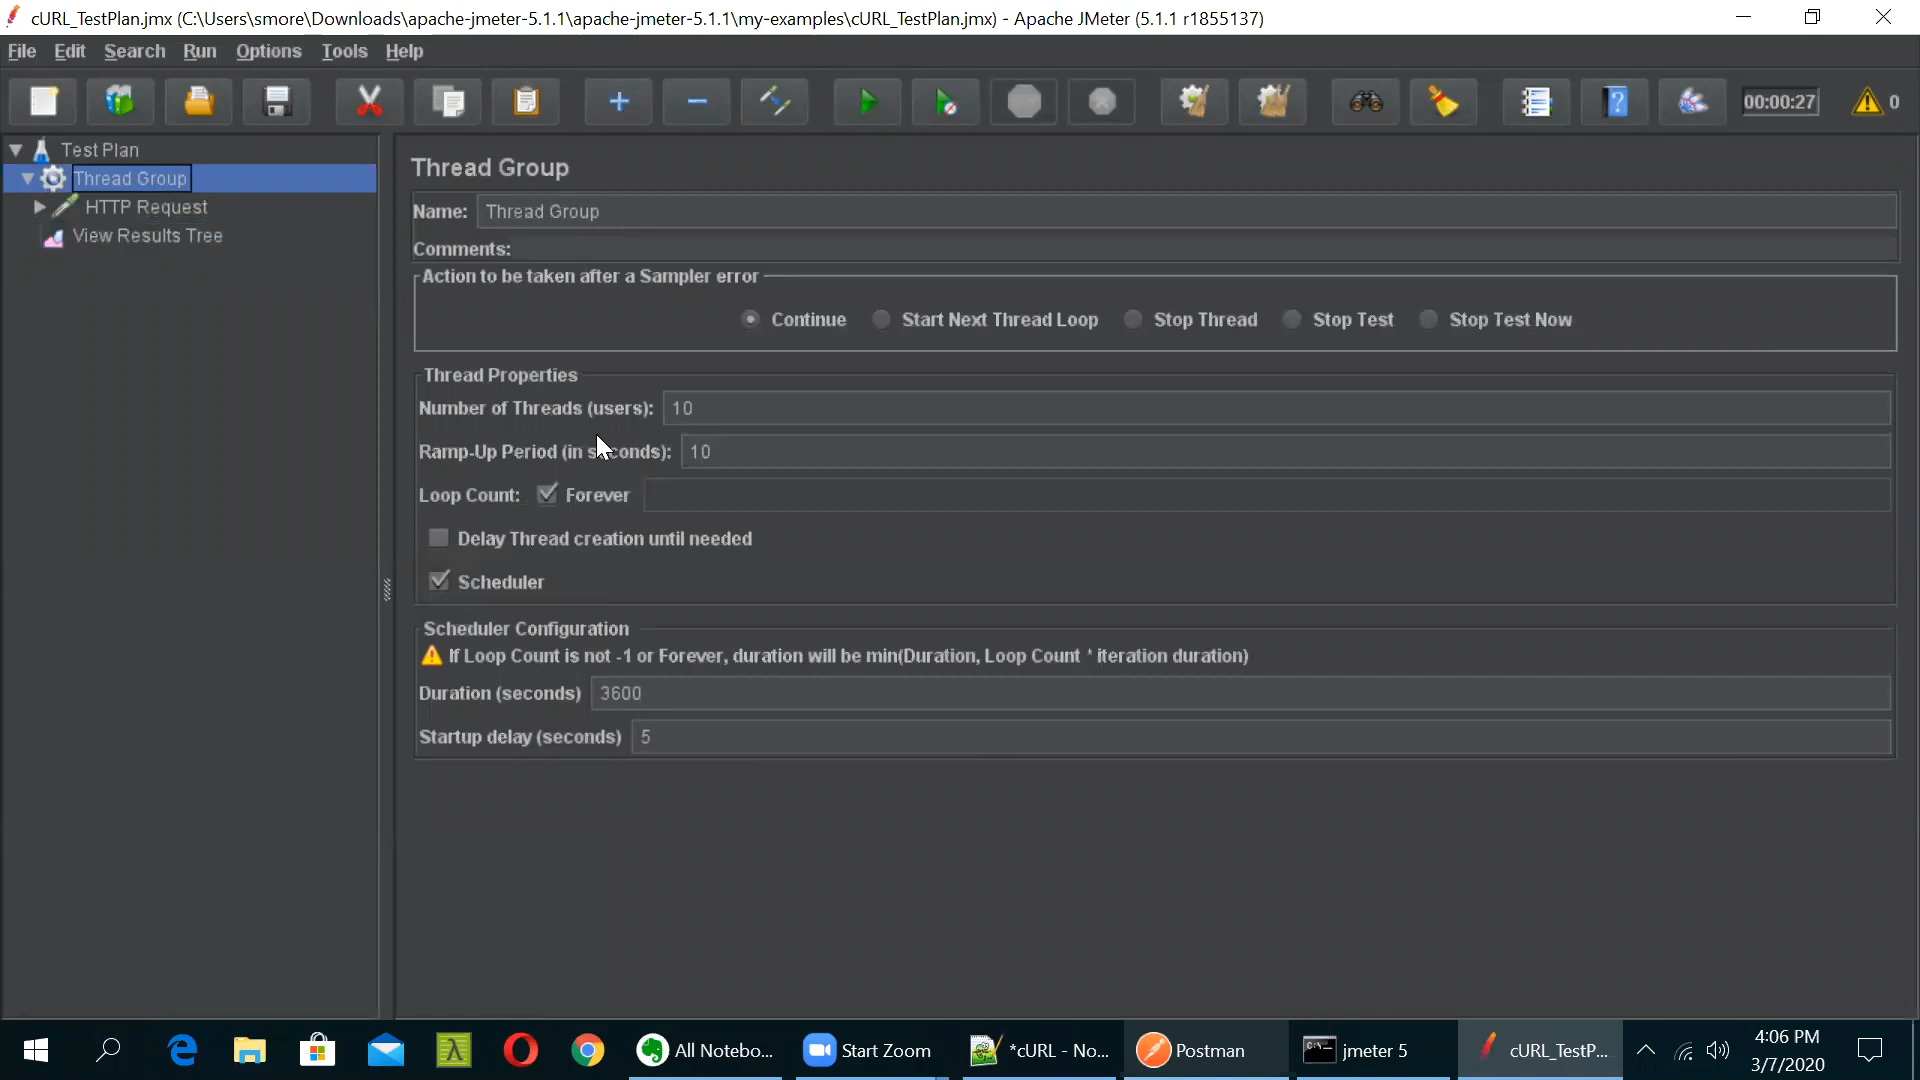 cURL_TestPlan.jmx (C:\Users\smore\Downloads\apache-jmeter-5.1.1\apache-jmeter-5.1.1\my-examples\cURL_TestPlan.jmx) - Apache JMeter (5.1.1 r1855137)
File Edit Search Run Options Tools Help
00:00:27 0
Test Plan
Thread Group
HTTP Request
View Results Tree
Thread Group
Name: Thread Group
Comments:
Action to be taken after a Sampler error
Continue Start Next Thread Loop Stop Thread Stop Test Stop Test Now
Thread Properties
Number of Threads (users): 10
Ramp-Up Period (in seconds): 10
Loop Count: Forever
Delay Thread creation until needed
Scheduler
Scheduler Configuration
If Loop Count is not -1 or Forever, duration will be min(Duration, Loop Count * iteration duration)
Duration (seconds) 3600
Startup delay (seconds) 5
All Notebo... Start Zoom *cURL - No... Postman jmeter 5 cURL_TestP...
4:06 PM
3/7/2020